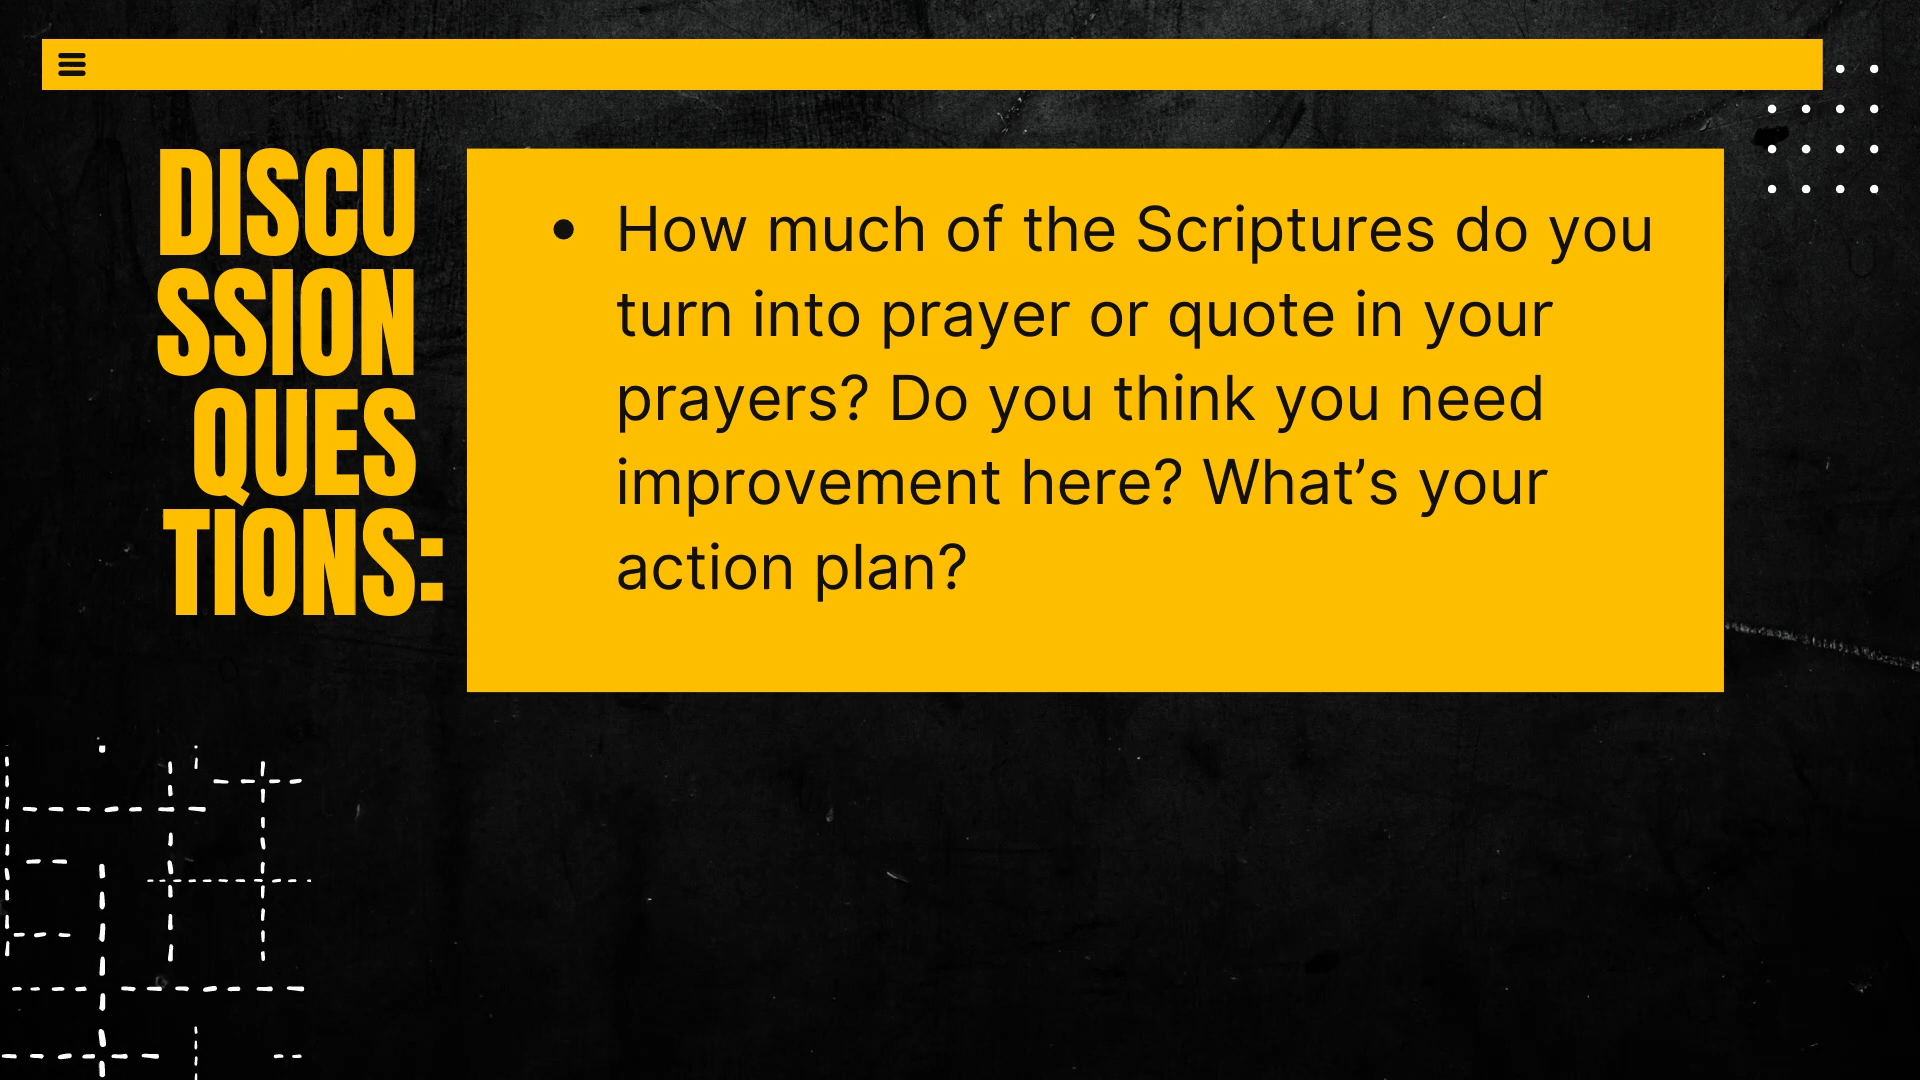 DISCU
SSION
QUES
TIONS:
• How much of the Scriptures do you
turn into prayer or quote in your
prayers? Do you think you need
improvement here? What’s your
action plan?